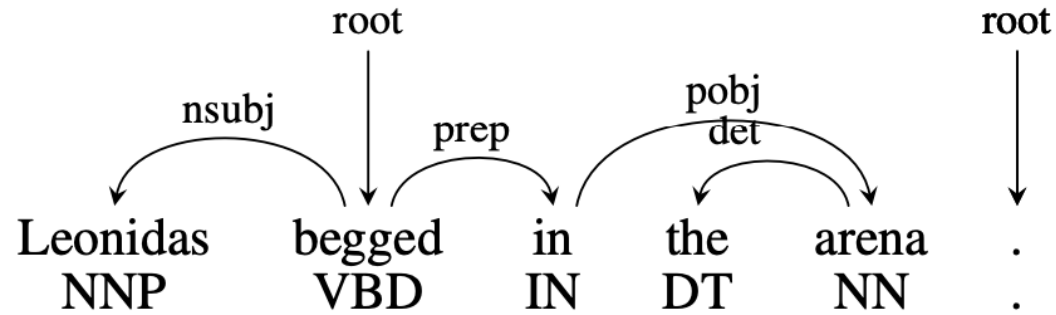 root root
nsubj prep pobj
det
Leonidas begged in the arena .
NNP VBD IN DT NN .